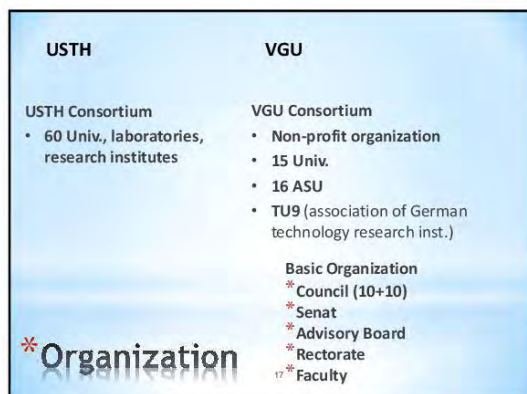 USTH
USTH Consortium
• 60 Univ., laboratories,
research institutes
VGU
VGU Consortium
• Non-profit organization
• 15 Univ.
• 16 ASU
• TU9 (association of German
technology research inst.)
Basic Organization
*Council (10+10)
*Senat
*Advisory Board
*Rectorate
*Faculty
*Organization
17